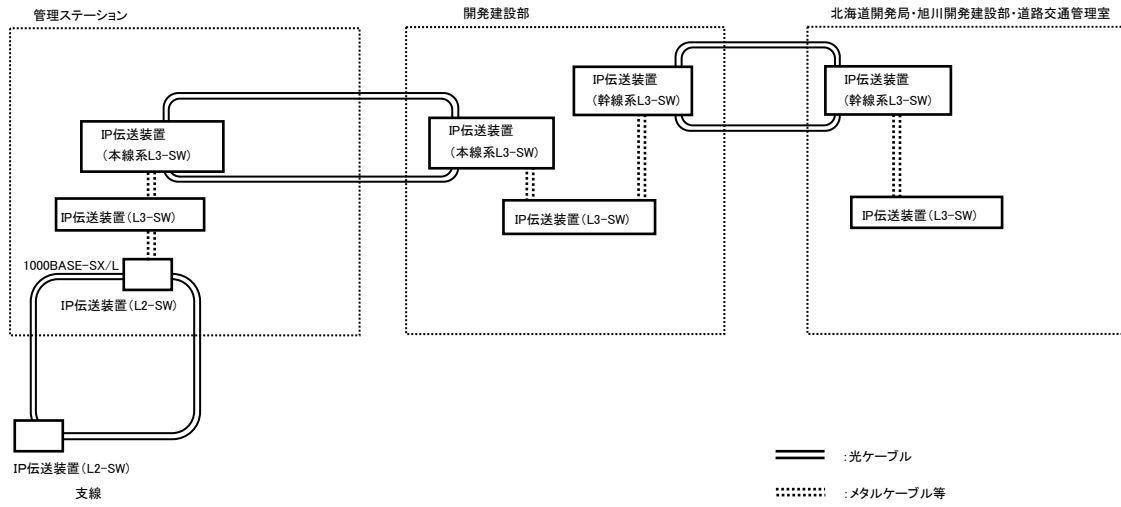 管理ステーション
開発建設部
北海道開発局・旭川開発建設部・道路交通管理室
IP伝送装置
(幹線系L3-SW)
IP伝送装置
(幹線系L3-SW)
IP伝送装置
(本線系L3-SW)
IP伝送装置
(本線系L3-SW)
IP伝送装置(L3-SW)
IP伝送装置(L3-SW)
IP伝送装置(L3-SW)
1000BASE-SX/L
IP伝送装置(L2-SW)
IP伝送装置(L2-SW)
支線
:光ケーブル
:メタルケーブル等